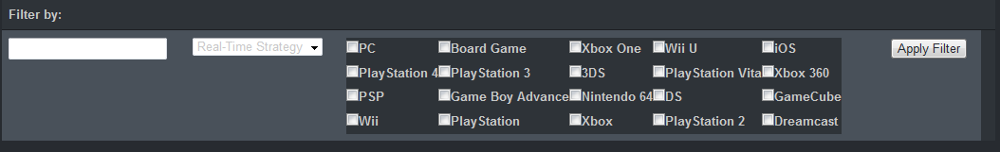 Filter by:
Real-Time Strategy
PC Board Game Xbox One Wii U iOS Apply Filter
PlayStation 4 PlayStation 3 3DS PlayStation Vita Xbox 360
PSP Game Boy Advance Nintendo 64 DS GameCube
Wii PlayStation Xbox PlayStation 2 Dreamcast